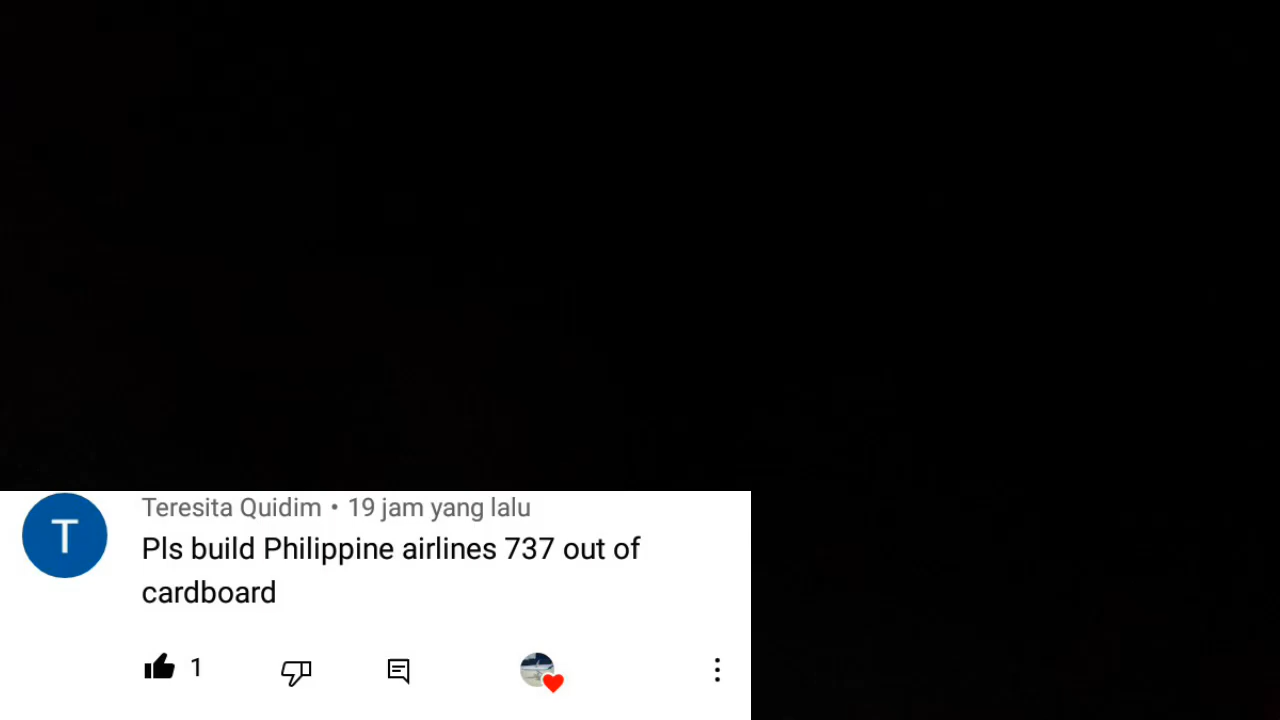 T
Teresita Quidim • 19 jam yang lalu
Pls build Philippine airlines 737 out of
cardboard
1